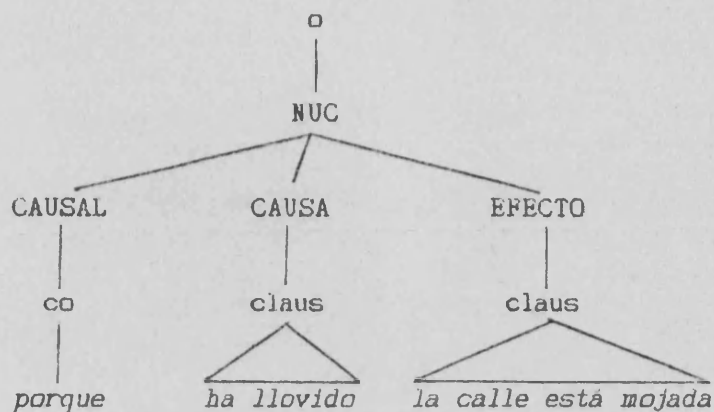 o
NUC
CAUSAL CAUSA EFECTO
co claus claus
porque ha llovido la calle está mojada